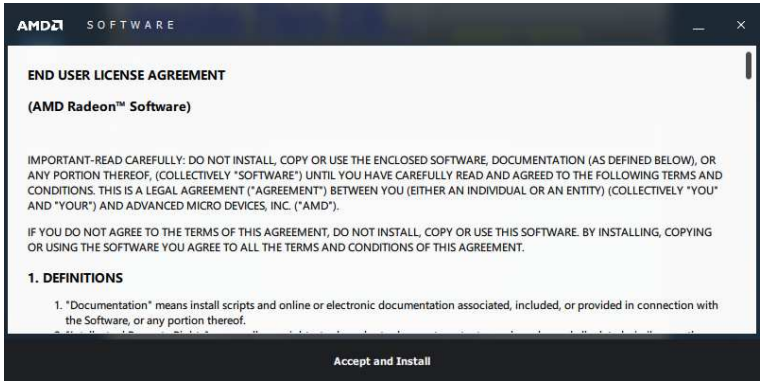 AMD SOFTWARE
END USER LICENSE AGREEMENT
(AMD Radeon™ Software)
IMPORTANT-READ CAREFULLY: DO NOT INSTALL, COPY OR USE THE ENCLOSED SOFTWARE, DOCUMENTATION (AS DEFINED BELOW), OR
ANY PORTION THEREOF, (COLLECTIVELY "SOFTWARE") UNTIL YOU HAVE CAREFULLY READ AND AGREED TO THE FOLLOWING TERMS AND
CONDITIONS. THIS IS A LEGAL AGREEMENT ("AGREEMENT") BETWEEN YOU (EITHER AN INDIVIDUAL OR AN ENTITY) (COLLECTIVELY "YOU"
AND "YOUR") AND ADVANCED MICRO DEVICES, INC. ("AMD").
IF YOU DO NOT AGREE TO THE TERMS OF THIS AGREEMENT, DO NOT INSTALL, COPY OR USE THIS SOFTWARE. BY INSTALLING, COPYING
OR USING THE SOFTWARE YOU AGREE TO ALL THE TERMS AND CONDITIONS OF THIS AGREEMENT.
1. DEFINITIONS
1. "Documentation" means install scripts and online or electronic documentation associated, included, or provided in connection with
the Software, or any portion thereof.
Accept and Install